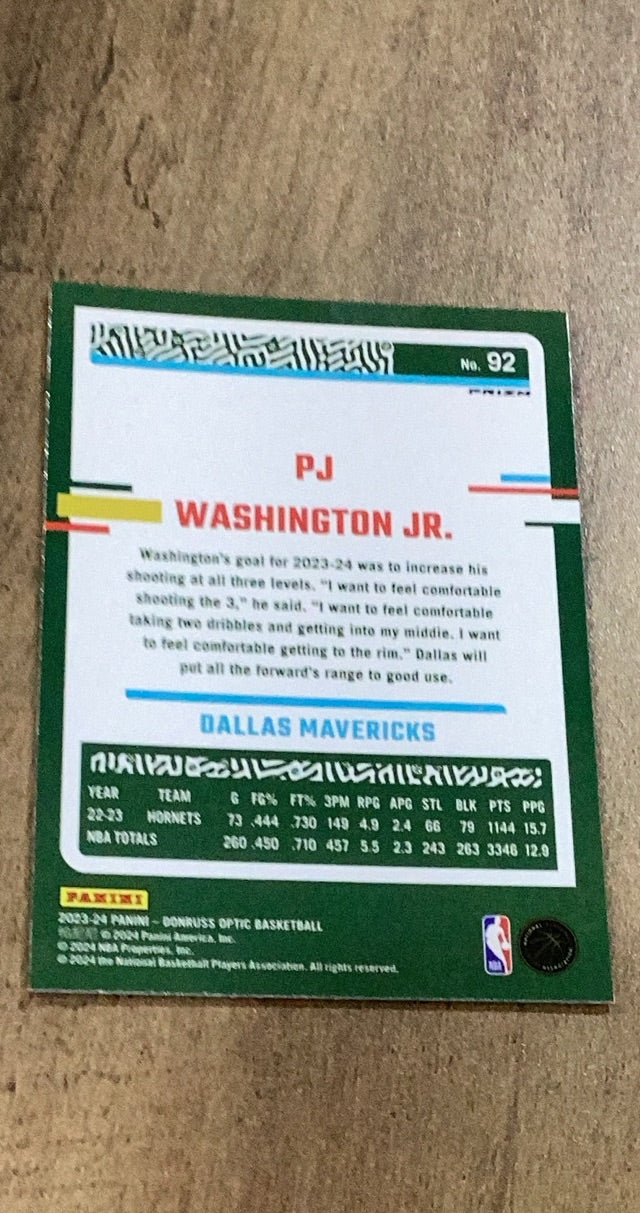 No. 92
PRIZM
PJ
WASHINGTON JR.
Washington's goal for 2023-24 was to increase his
shooting at all three levels. "I want to feel comfortable
shooting the 3," he said. "I want to feel comfortable
taking two dribbles and getting into my middie. I want
to feel comfortable getting to the rim." Dallas will
put all the forward's range to good use.
DALLAS MAVERICKS
YEAR TEAM G FG% FT% 3PM RPG APG STL BLK PTS PPG
22-23 HORNETS 73 .444 .730 149 4.9 2.4 66 79 1144 15.7
NBA TOTALS 260 .450 .710 457 5.5 2.3 243 263 3346 12.9
PANINI
2023-24 PANINI – DONRUSS OPTIC BASKETBALL
© 2024 Panini America, Inc.
© 2024 NBA Properties, Inc.
© 2024 the National Basketball Players Association. All rights reserved.
NBA